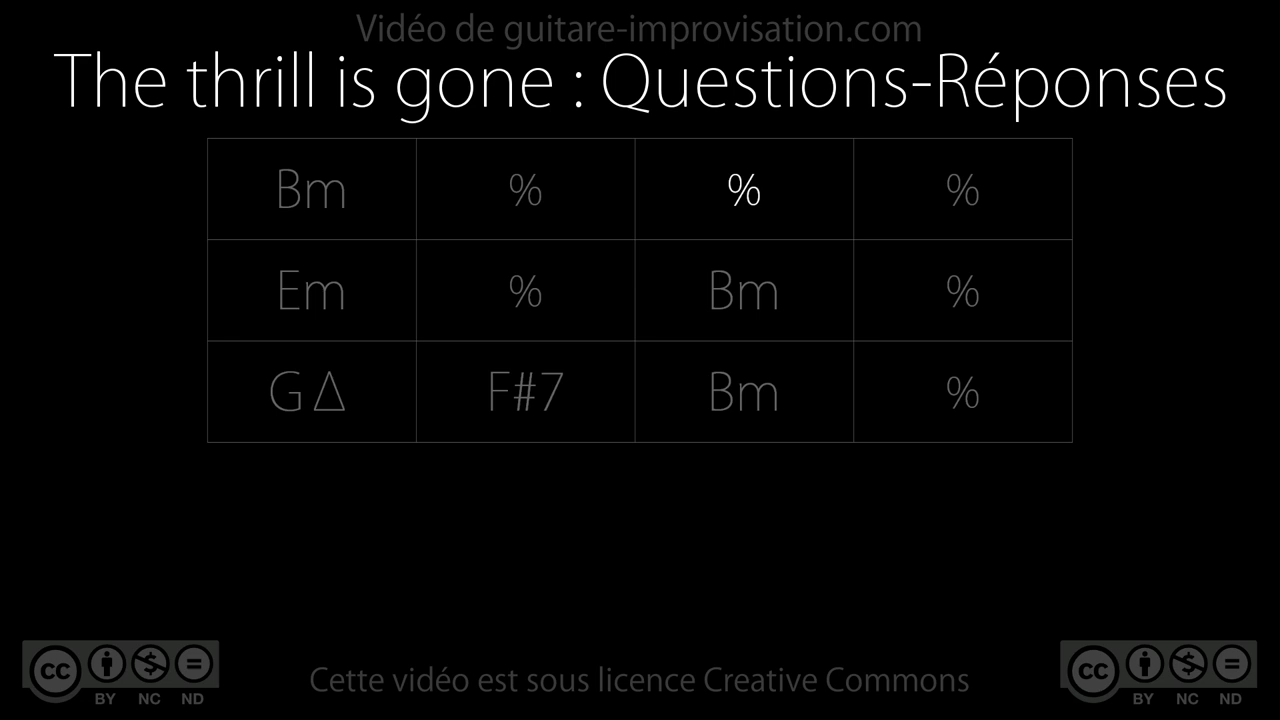 Vidéo de guitare-improvisation.com
The thrill is gone : Questions-Réponses
Bm % % %
Em % Bm %
G Δ F#7 Bm %
cc BY NC ND
Cette vidéo est sous licence Creative Commons
cc BY NC ND